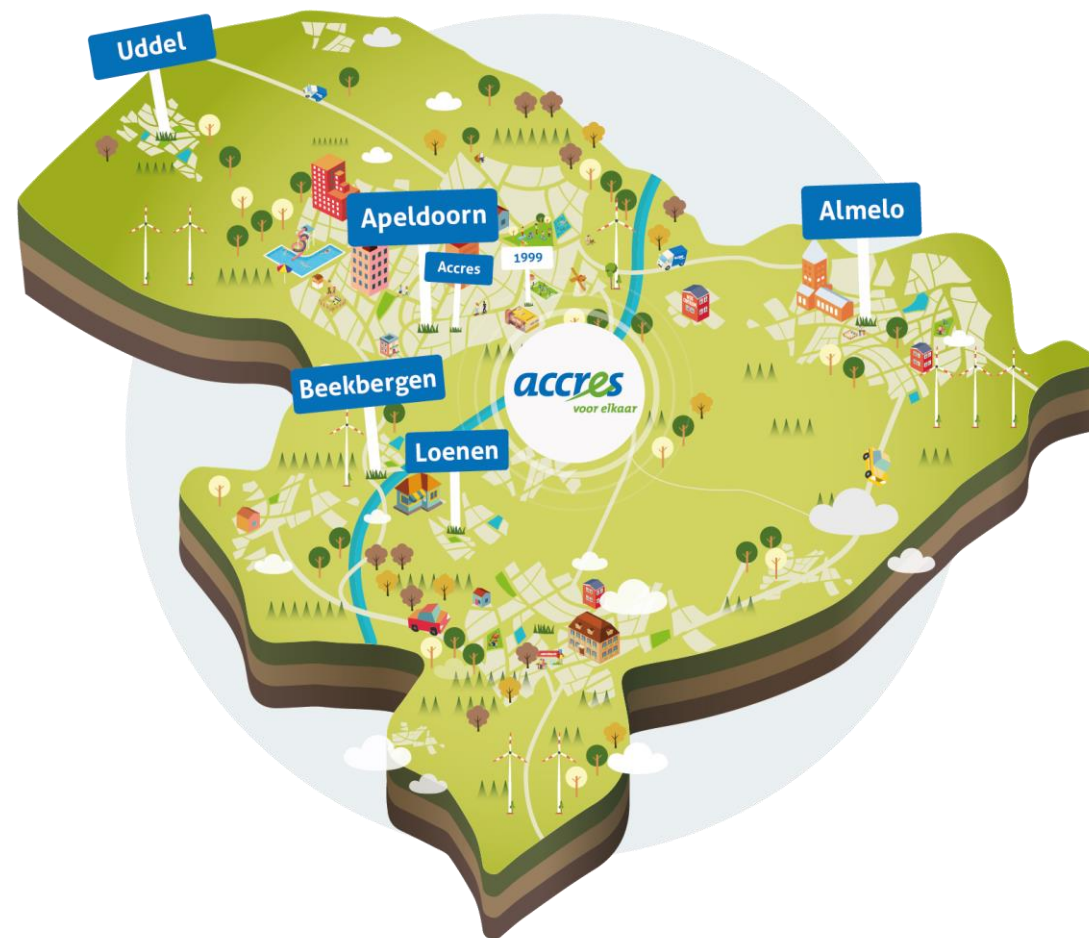 Uddel
Apeldoorn
Almelo
Accres
1999
Beekbergen
accres
voor elkaar
Loenen